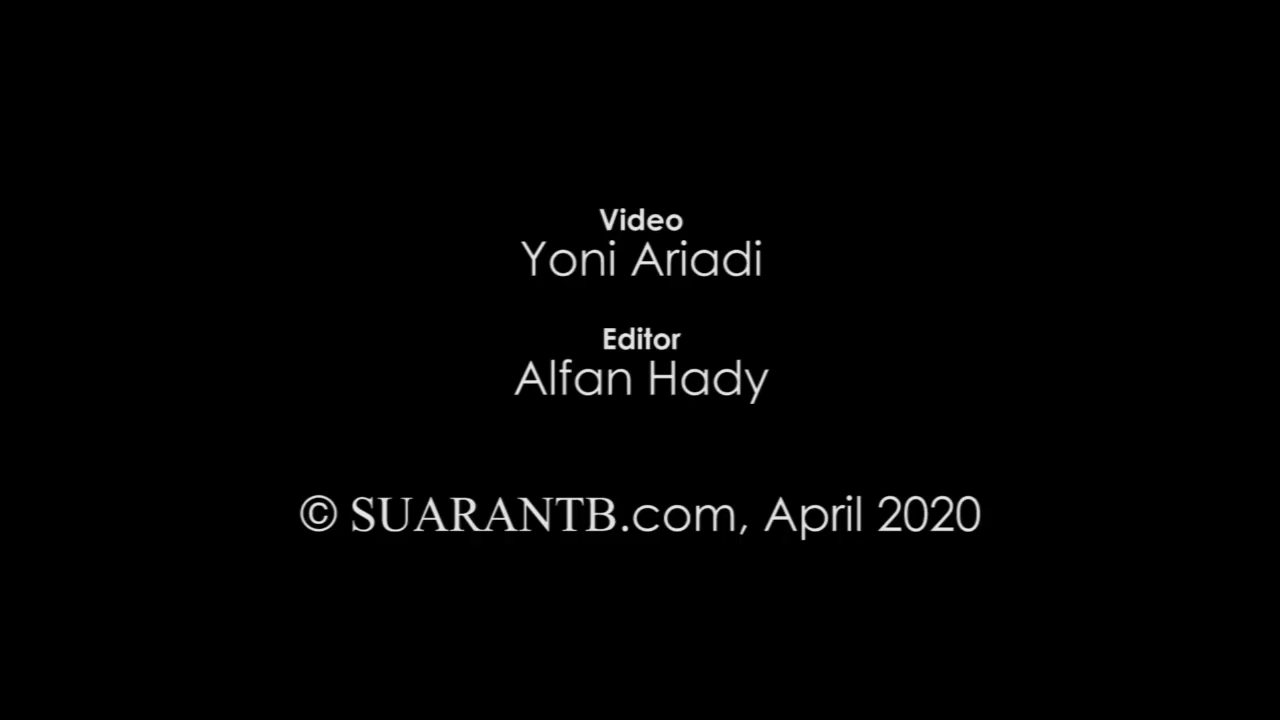 Video
Yoni Ariadi
Editor
Alfan Hady
© SUARANTB.com, April 2020